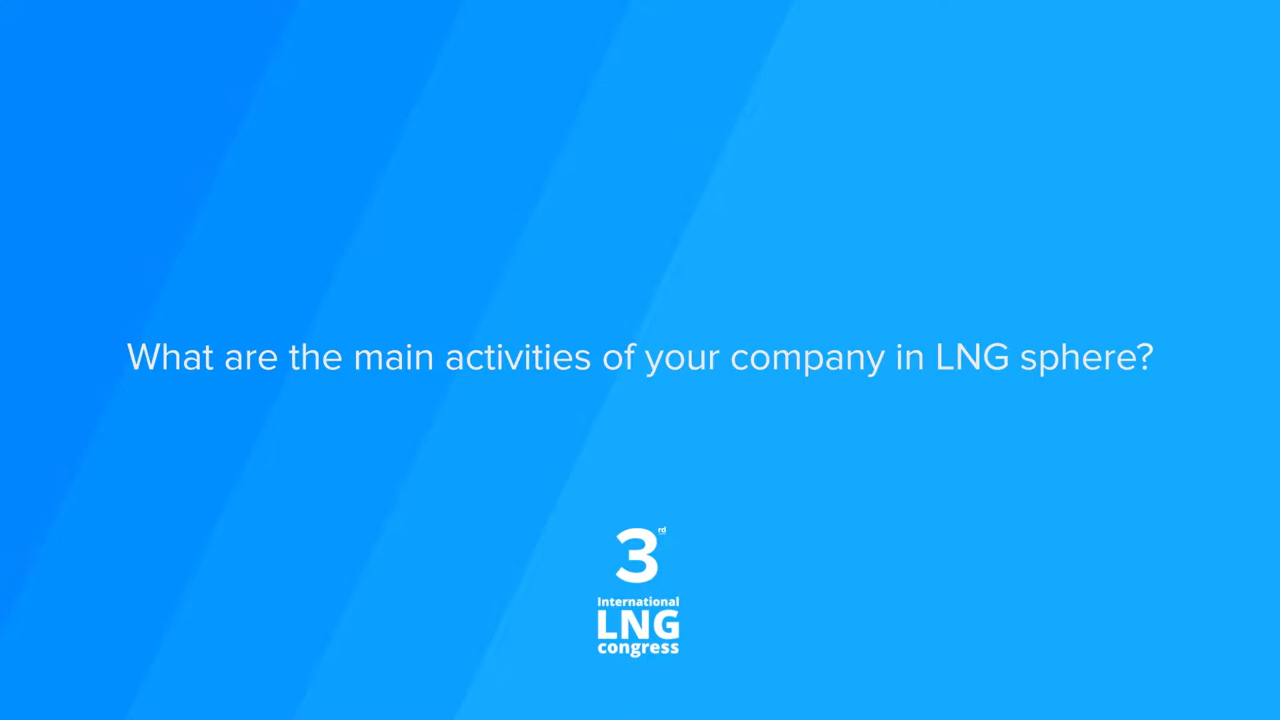 What are the main activities of your company in LNG sphere?
3rd
International
LNG
congress